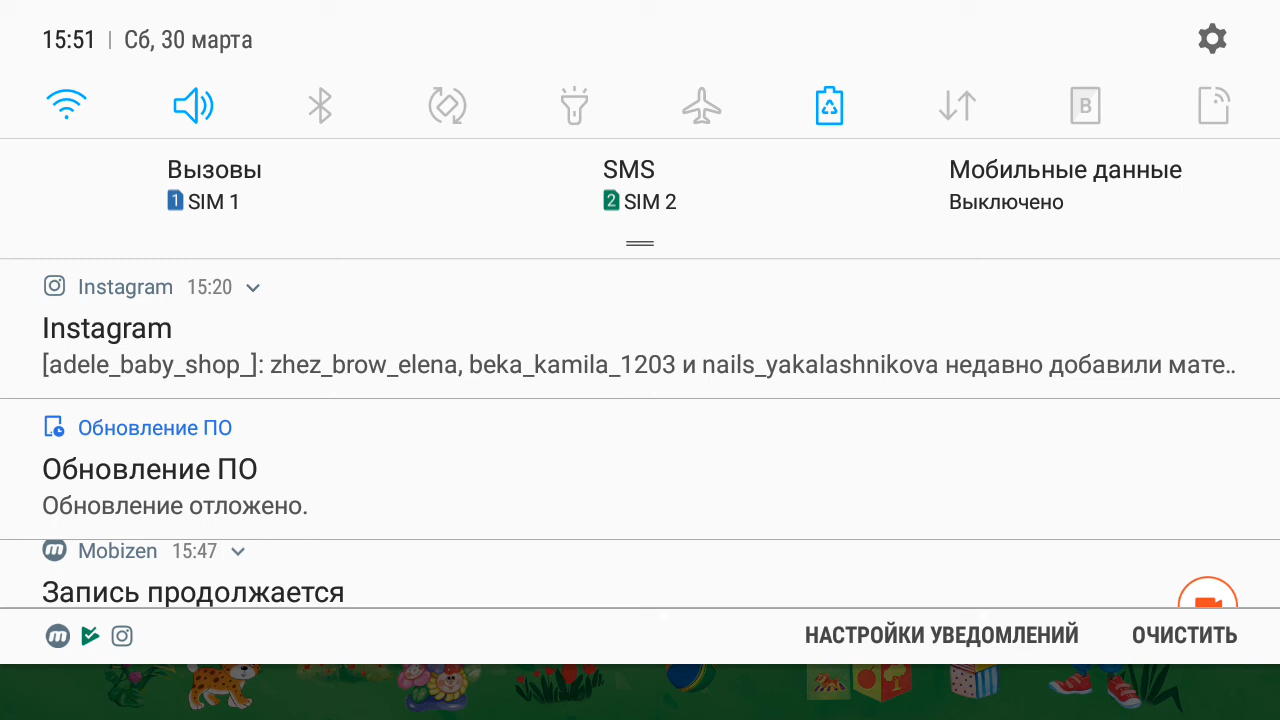 15:51 | Сб, 30 марта
B
Вызовы SMS Мобильные данные
1 SIM 1 2 SIM 2 Выключено
Instagram 15:20
Instagram
[adele_baby_shop_]: zhez_brow_elena, beka_kamila_1203 и nails_yakalashnikova недавно добавили мате..
Обновление ПО
Обновление ПО
Обновление отложено.
m Mobizen 15:47
Запись продолжается
m НАСТРОЙКИ УВЕДОМЛЕНИЙ ОЧИСТИТЬ